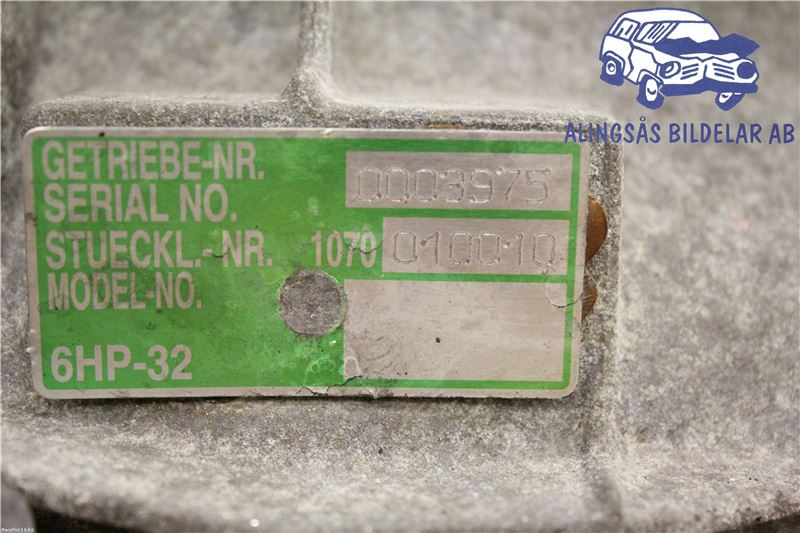 ALINGSÅS BILDELAR AB
GETRIEBE-NR. 0003975
SERIAL NO.
STUECKL.-NR. 1070 010010
MODEL-NO.
6HP-32